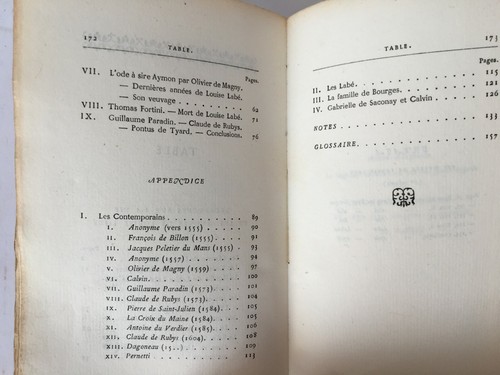 172
TABLE.
Pages.
VII. L'ode à sire Aymon par Olivier de Magny.
— Dernières années de Louise Labé.
— Son veuvage . . . . . . . . . . 62
VIII. Thomas Fortini. — Mort de Louise Labé. 71
IX. Guillaume Paradin. — Claude de Rubys.
— Pontus de Tyard. — Conclusions. 76
APPENDICE
I. Les Contemporains . . . . . . . . . . 89
I. Anonyme (vers 1555) . . . . . . 90
II. François de Billon (1555) . . . . . 91
III. Jacques Peletier du Mans (1555) . . . 93
IV. Anonyme (1557) . . . . . . . 94
V. Olivier de Magny (1559) . . . . . 97
VI. Calvin . . . . . . . . . . 100
VII. Guillaume Paradin (1573) . . . . . 103
VIII. Claude de Rubys (1573) . . . . . 104
IX. Pierre de Saint-Julien (1584) . . . . 105
X. La Croix du Maine (1584) . . . . . 105
XI. Antoine du Verdier (1585) . . . . . 106
XII. Claude de Rubys (1604) . . . . . 108
XIII. Dagoneau (15..) . . . . . . . 109
XIV. Pernetti . . . . . . . . . 113
173
TABLE.
Pages.
II. Les Labé . . . . . . . . . . 115
III. La famille de Bourges . . . . . . . . 121
IV. Gabrielle de Saconay et Calvin . . . . . 126
NOTES . . . . . . . . . . 133
GLOSSAIRE . . . . . . . . . . 157